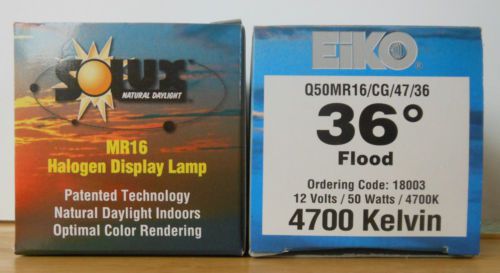 SoLux
NATURAL DAYLIGHT
MR16
Halogen Display Lamp
Patented Technology
Natural Daylight Indoors
Optimal Color Rendering
EiKO®
Q50MR16/CG/47/36
36°
Flood
Ordering Code: 18003
12 Volts / 50 Watts / 4700K
4700 Kelvin